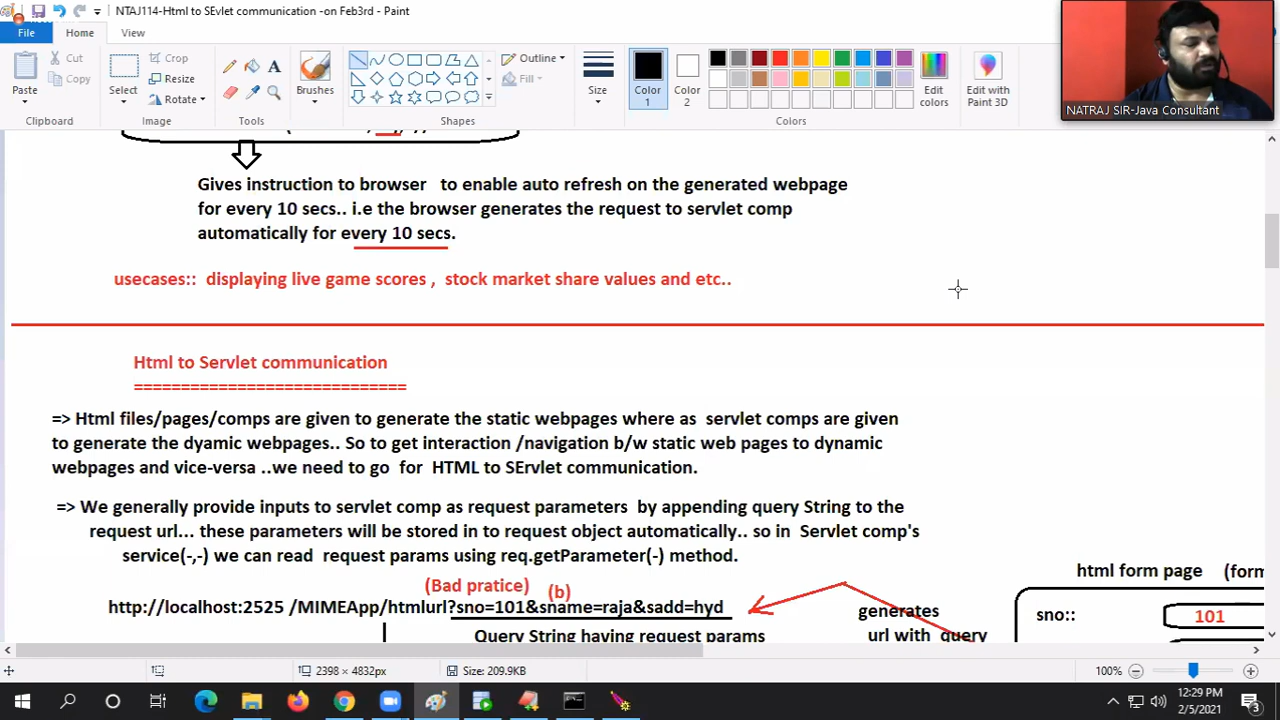 NTAJ114-Html to SEvlet communication -on Feb3rd - Paint
File
Home
View
Paste
Cut
Copy
Clipboard
Select
Crop
Resize
Rotate
Image
Tools
Brushes
Shapes
Outline
Fill
Size
Color
1
Color
2
Edit
colors
Edit with
Paint 3D
Colors
NATRAJ SIR-Java Consultant
Gives instruction to browser to enable auto refresh on the generated webpage
for every 10 secs.. i.e the browser generates the request to servlet comp
automatically for every 10 secs.
usecases:: displaying live game scores , stock market share values and etc..
Html to Servlet communication
============================
=> Html files/pages/comps are given to generate the static webpages where as servlet comps are given
to generate the dyamic webpages.. So to get interaction /navigation b/w static web pages to dynamic
webpages and vice-versa ..we need to go for HTML to SErvlet communication.
=> We generally provide inputs to servlet comp as request parameters by appending query String to the
request url... these parameters will be stored in to request object automatically.. so in Servlet comp's
service(-,-) we can read request params using req.getParameter(-) method.
html form page (form
(Bad pratice) (b)
http://localhost:2525 /MIMEApp/htmlurl?sno=101&sname=raja&sadd=hyd
generates
sno:: 101
Query String having request params
url with query
2398 × 4832px
Size: 209.9KB
100%
12:29 PM
2/5/2021
3